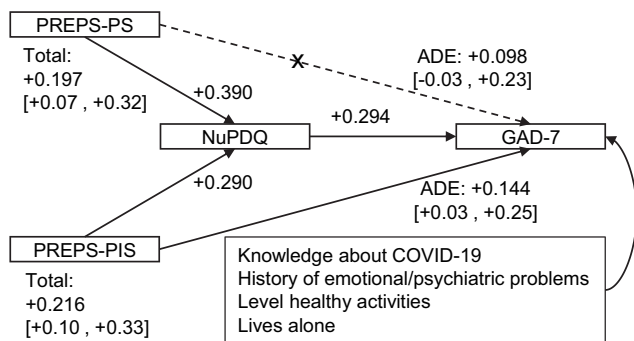 PREPS-PS
Total:
+0.197
[+0.07 , +0.32]
X
ADE: +0.098
[-0.03 , +0.23]
+0.390
+0.294
NuPDQ
GAD-7
+0.290
ADE: +0.144
[+0.03 , +0.25]
PREPS-PIS
Total:
+0.216
[+0.10 , +0.33]
Knowledge about COVID-19
History of emotional/psychiatric problems
Level healthy activities
Lives alone